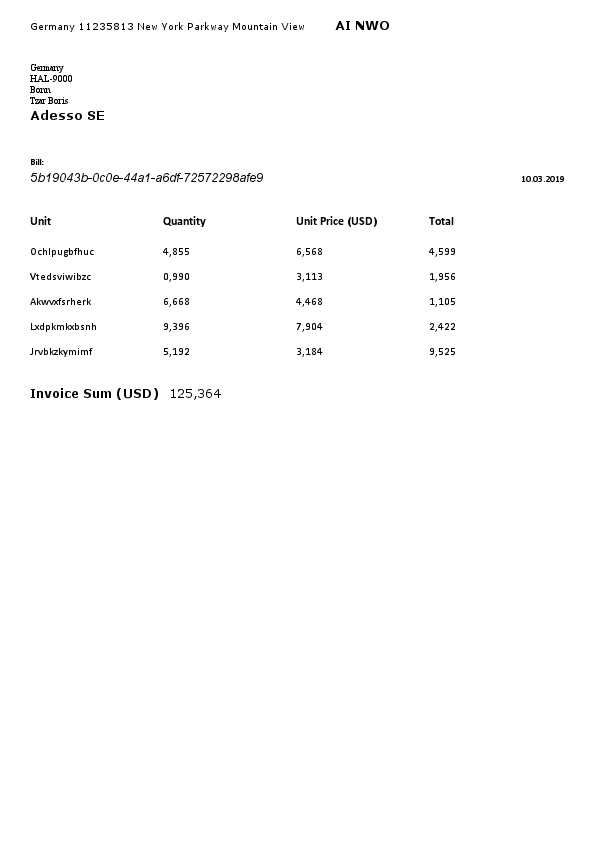 Germany 11235813 New York Parkway Mountain View AI NWO
Germany
HAL-9000
Bonn
Tzar Boris
Adesso SE
Bill:
5b19043b-0c0e-44a1-a6df-72572298afe9 10.03.2019
Unit Quantity Unit Price (USD) Total
Ochlpugbfhuc 4,855 6,568 4,599
Vtedsviwibzc 0,990 3,113 1,956
Akwvxfsrherk 6,668 4,468 1,105
Lxdpkmkxbsnh 9,396 7,904 2,422
Jrvbkzkymimf 5,192 3,184 9,525
Invoice Sum (USD) 125,364